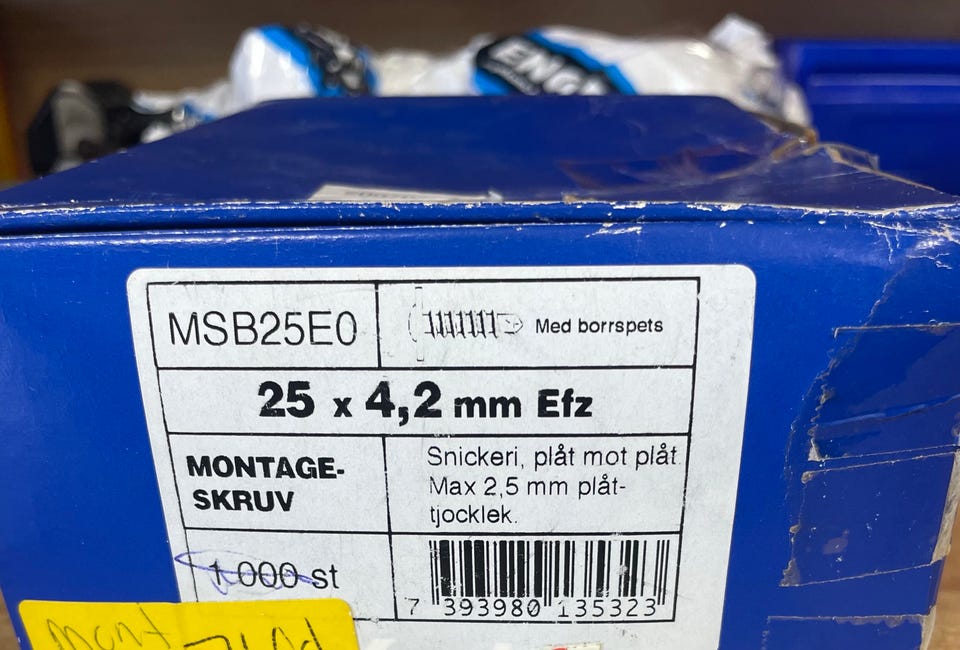 MSB25E0
Med borrspets
25 x 4,2 mm Efz
MONTAGE-
SKRUV
Snickeri, plåt mot plåt
Max 2,5 mm plåt-
tjocklek.
1.000 st
7 393980 135323
Mont